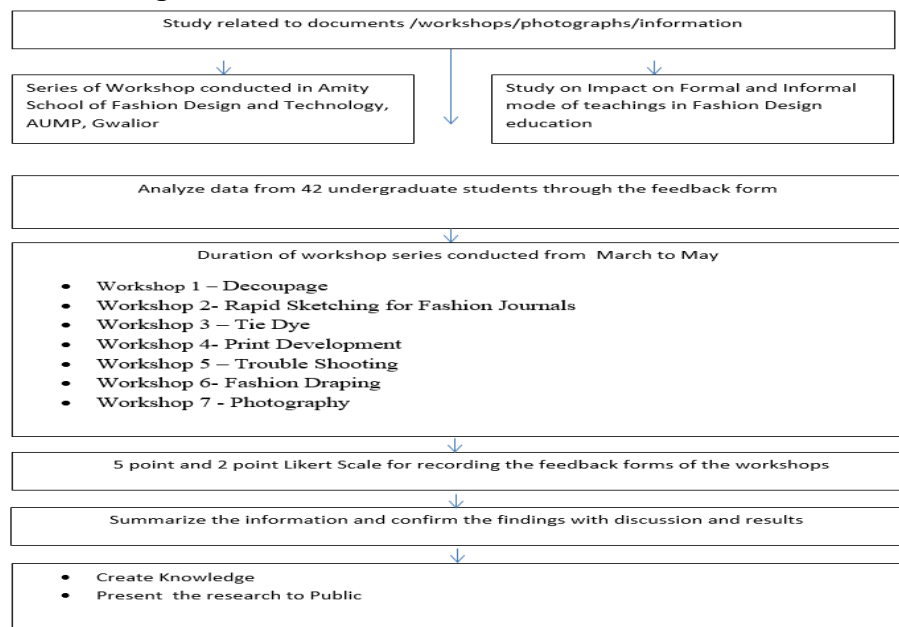 Study related to documents /workshops/photographs/information
Series of Workshop conducted in Amity
School of Fashion Design and Technology,
AUMP, Gwalior
Study on Impact on Formal and Informal
mode of teachings in Fashion Design
education
Analyze data from 42 undergraduate students through the feedback form
Duration of workshop series conducted from March to May
• Workshop 1 – Decoupage
• Workshop 2- Rapid Sketching for Fashion Journals
• Workshop 3 – Tie Dye
• Workshop 4- Print Development
• Workshop 5 – Trouble Shooting
• Workshop 6- Fashion Draping
• Workshop 7 - Photography
5 point and 2 point Likert Scale for recording the feedback forms of the workshops
Summarize the information and confirm the findings with discussion and results
• Create Knowledge
• Present the research to Public